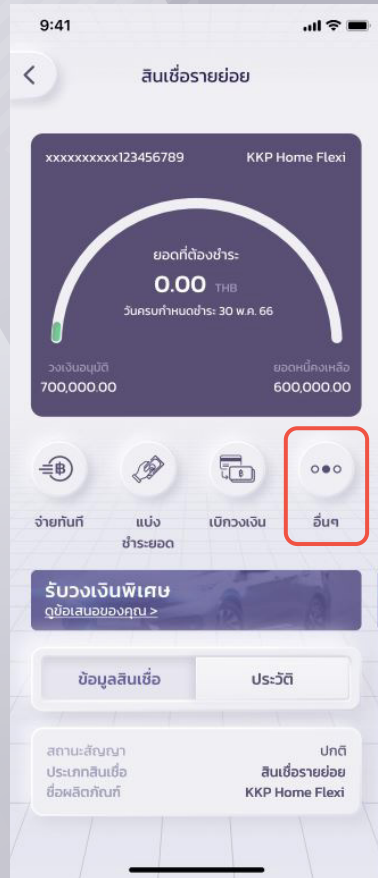 9:41
สินเชื่อรายย่อย
xxxxxxxxxx123456789 KKP Home Flexi
ยอดที่ต้องชำระ
0.00 THB
วันครบกำหนดชำระ 30 พ.ค. 66
วงเงินอนุมัติ ยอดหนี้คงเหลือ
700,000.00 600,000.00
จ่ายทันที แบ่ง เบิกวงเงิน อื่นๆ
ชำระยอด
รับวงเงินพิเศษ
ดูข้อเสนอของคุณ >
ข้อมูลสินเชื่อ ประวัติ
สถานะสัญญา ปกติ
ประเภทสินเชื่อ สินเชื่อรายย่อย
ชื่อผลิตภัณฑ์ KKP Home Flexi